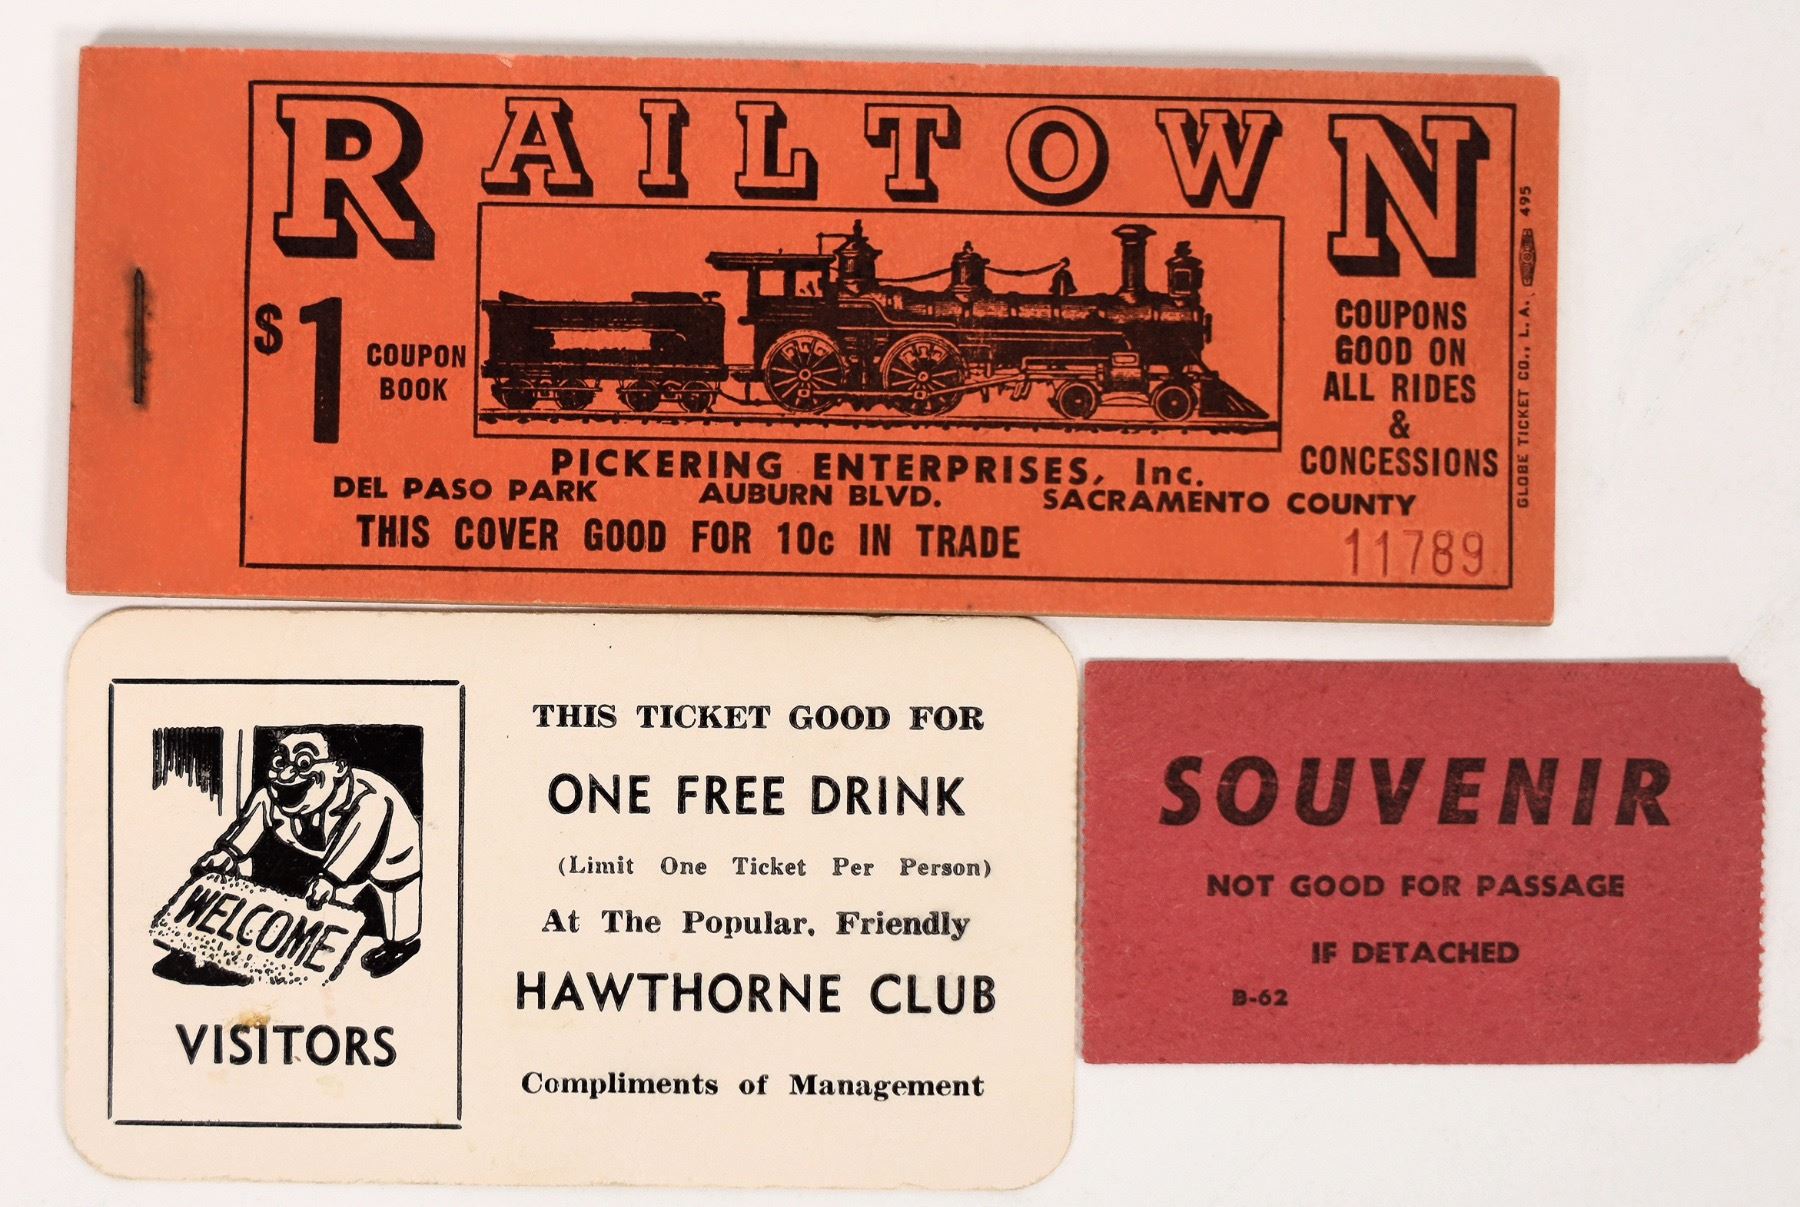 RAILTOWN
$1
COUPON
BOOK
COUPONS
GOOD ON
ALL RIDES
&
CONCESSIONS
PICKERING ENTERPRISES, Inc.
DEL PASO PARK AUBURN BLVD. SACRAMENTO COUNTY
THIS COVER GOOD FOR 10c IN TRADE
11789
GLOBE TICKET CO., L. A. 495
WELCOME
VISITORS
THIS TICKET GOOD FOR
ONE FREE DRINK
(Limit One Ticket Per Person)
At The Popular, Friendly
HAWTHORNE CLUB
Compliments of Management
SOUVENIR
NOT GOOD FOR PASSAGE
IF DETACHED
B-62